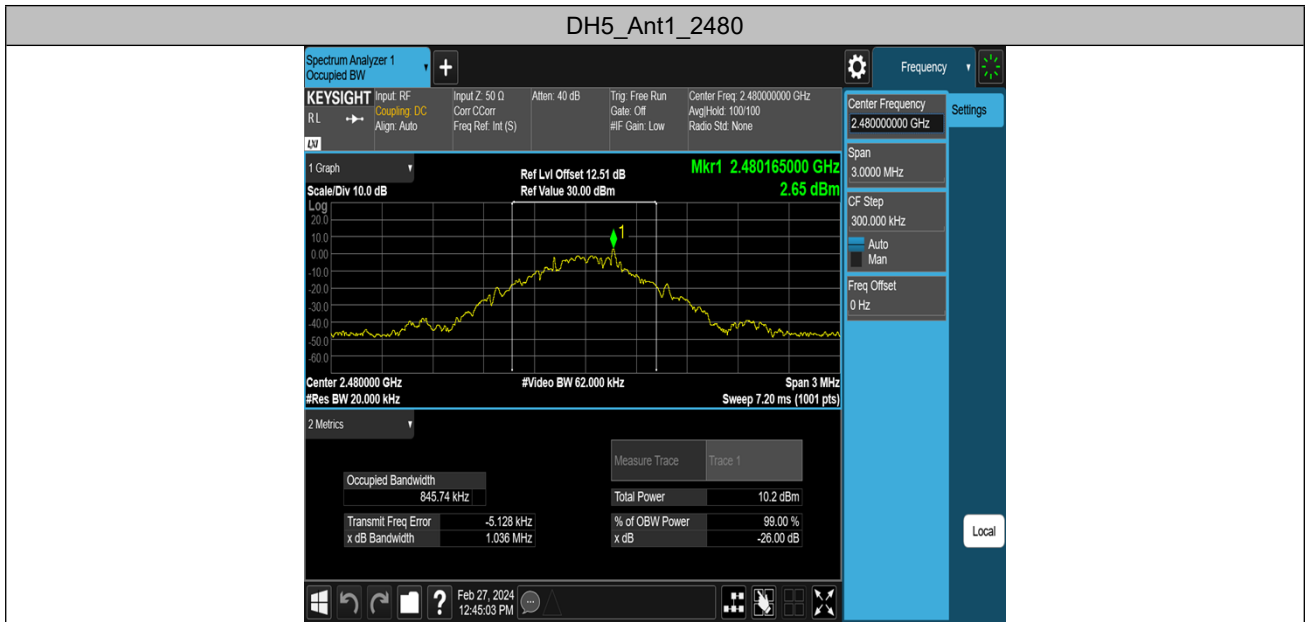 DH5_Ant1_2480
Spectrum Analyzer 1
Occupied BW
+
Frequency
KEYSIGHT Input: RF Input Z: 50 Ω Atten: 40 dB Trig: Free Run Center Freq: 2.480000000 GHz
RL Coupling: DC Corr CCorr Gate: Off Avg|Hold: 100/100
Align: Auto Freq Ref: Int (S) #IF Gain: Low Radio Std: None
LXI
Center Frequency
2.480000000 GHz
Settings
Span
3.0000 MHz
CF Step
300.000 kHz
Auto
Man
Freq Offset
0 Hz
1 Graph
Ref Lvl Offset 12.51 dB
Mkr1 2.480165000 GHz
Scale/Div 10.0 dB
Ref Value 30.00 dBm
2.65 dBm
Log
20.0
10.0
0.00
-10.0
-20.0
-30.0
-40.0
-50.0
-60.0
1
Center 2.480000 GHz #Video BW 62.000 kHz Span 3 MHz
#Res BW 20.000 kHz Sweep 7.20 ms (1001 pts)
2 Metrics
Measure Trace Trace 1
Occupied Bandwidth
845.74 kHz
Total Power 10.2 dBm
Transmit Freq Error -5.128 kHz % of OBW Power 99.00 %
x dB Bandwidth 1.036 MHz x dB -26.00 dB
Local
? Feb 27, 2024
12:45:03 PM